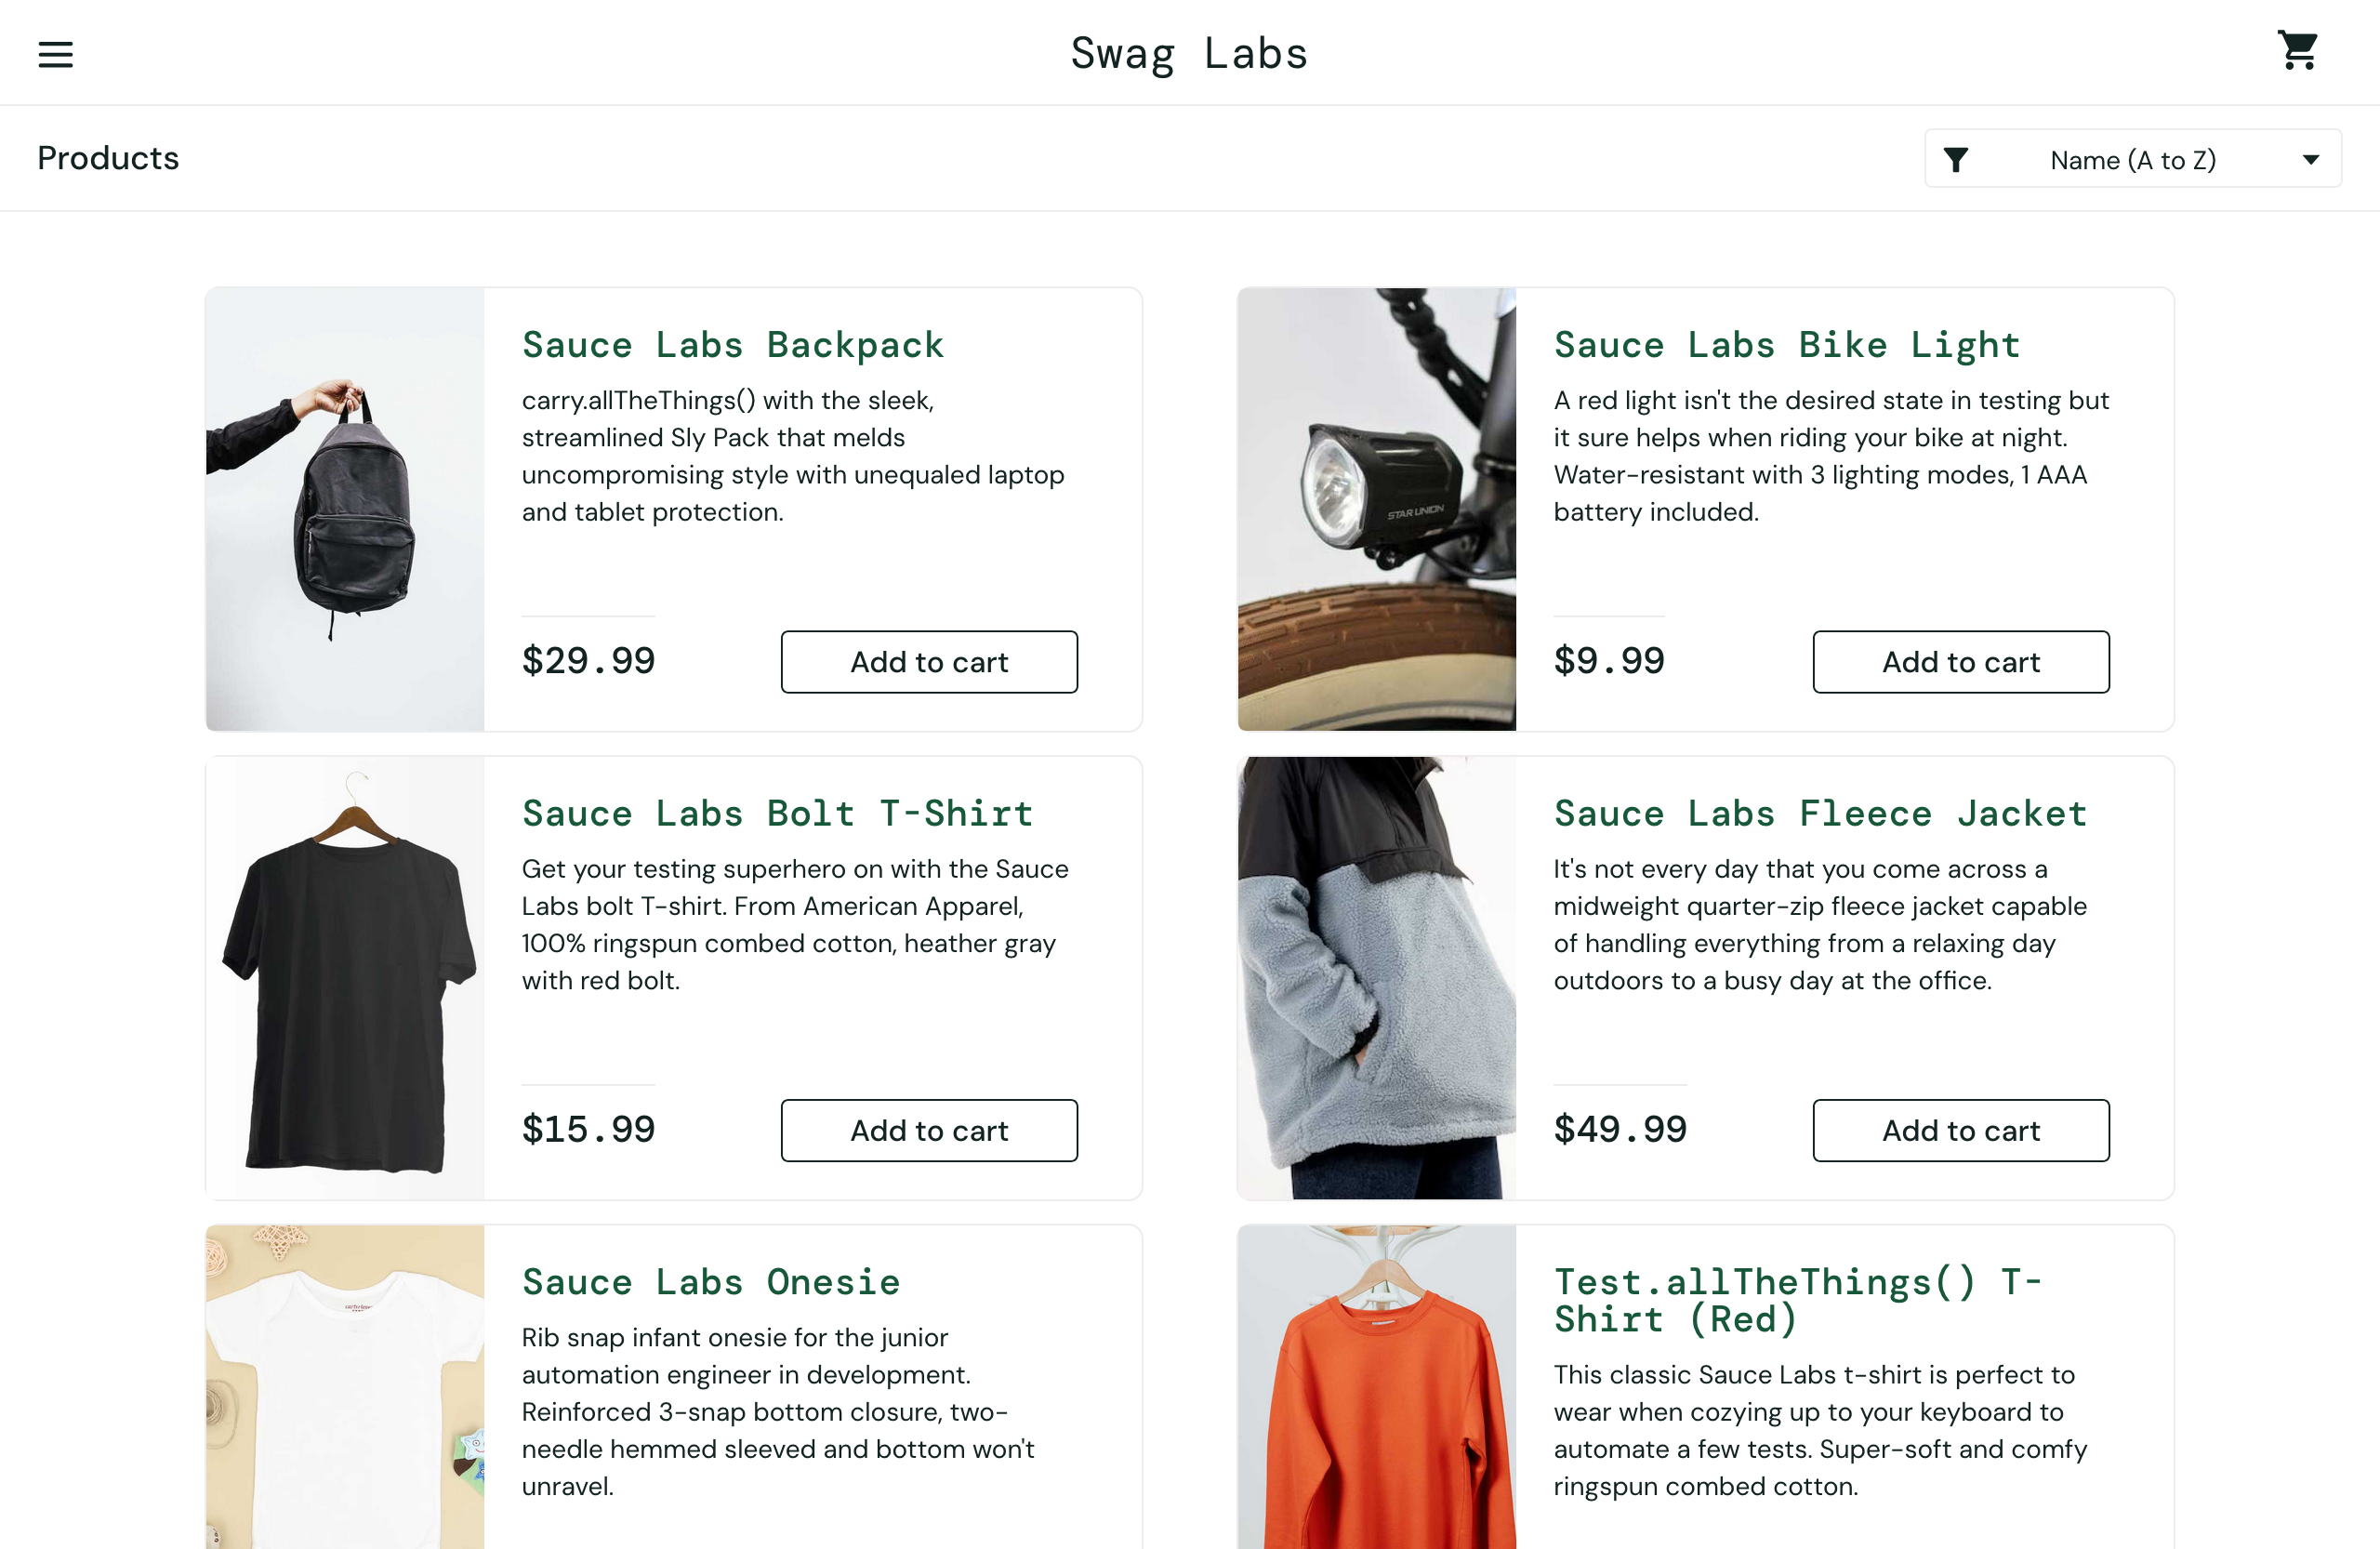 Swag Labs
Products
Name (A to Z)
Sauce Labs Backpack
carry.allTheThings() with the sleek,
streamlined Sly Pack that melds
uncompromising style with unequaled laptop
and tablet protection.
$29.99
Add to cart
Sauce Labs Bike Light
A red light isn't the desired state in testing but
it sure helps when riding your bike at night.
Water-resistant with 3 lighting modes, 1 AAA
battery included.
STAR UNION
$9.99
Add to cart
Sauce Labs Bolt T-Shirt
Get your testing superhero on with the Sauce
Labs bolt T-shirt. From American Apparel,
100% ringspun combed cotton, heather gray
with red bolt.
$15.99
Add to cart
Sauce Labs Fleece Jacket
It's not every day that you come across a
midweight quarter-zip fleece jacket capable
of handling everything from a relaxing day
outdoors to a busy day at the office.
$49.99
Add to cart
Sauce Labs Onesie
Rib snap infant onesie for the junior
automation engineer in development.
Reinforced 3-snap bottom closure, two-
needle hemmed sleeved and bottom won't
unravel.
Test.allTheThings() T-
Shirt (Red)
This classic Sauce Labs t-shirt is perfect to
wear when cozying up to your keyboard to
automate a few tests. Super-soft and comfy
ringspun combed cotton.